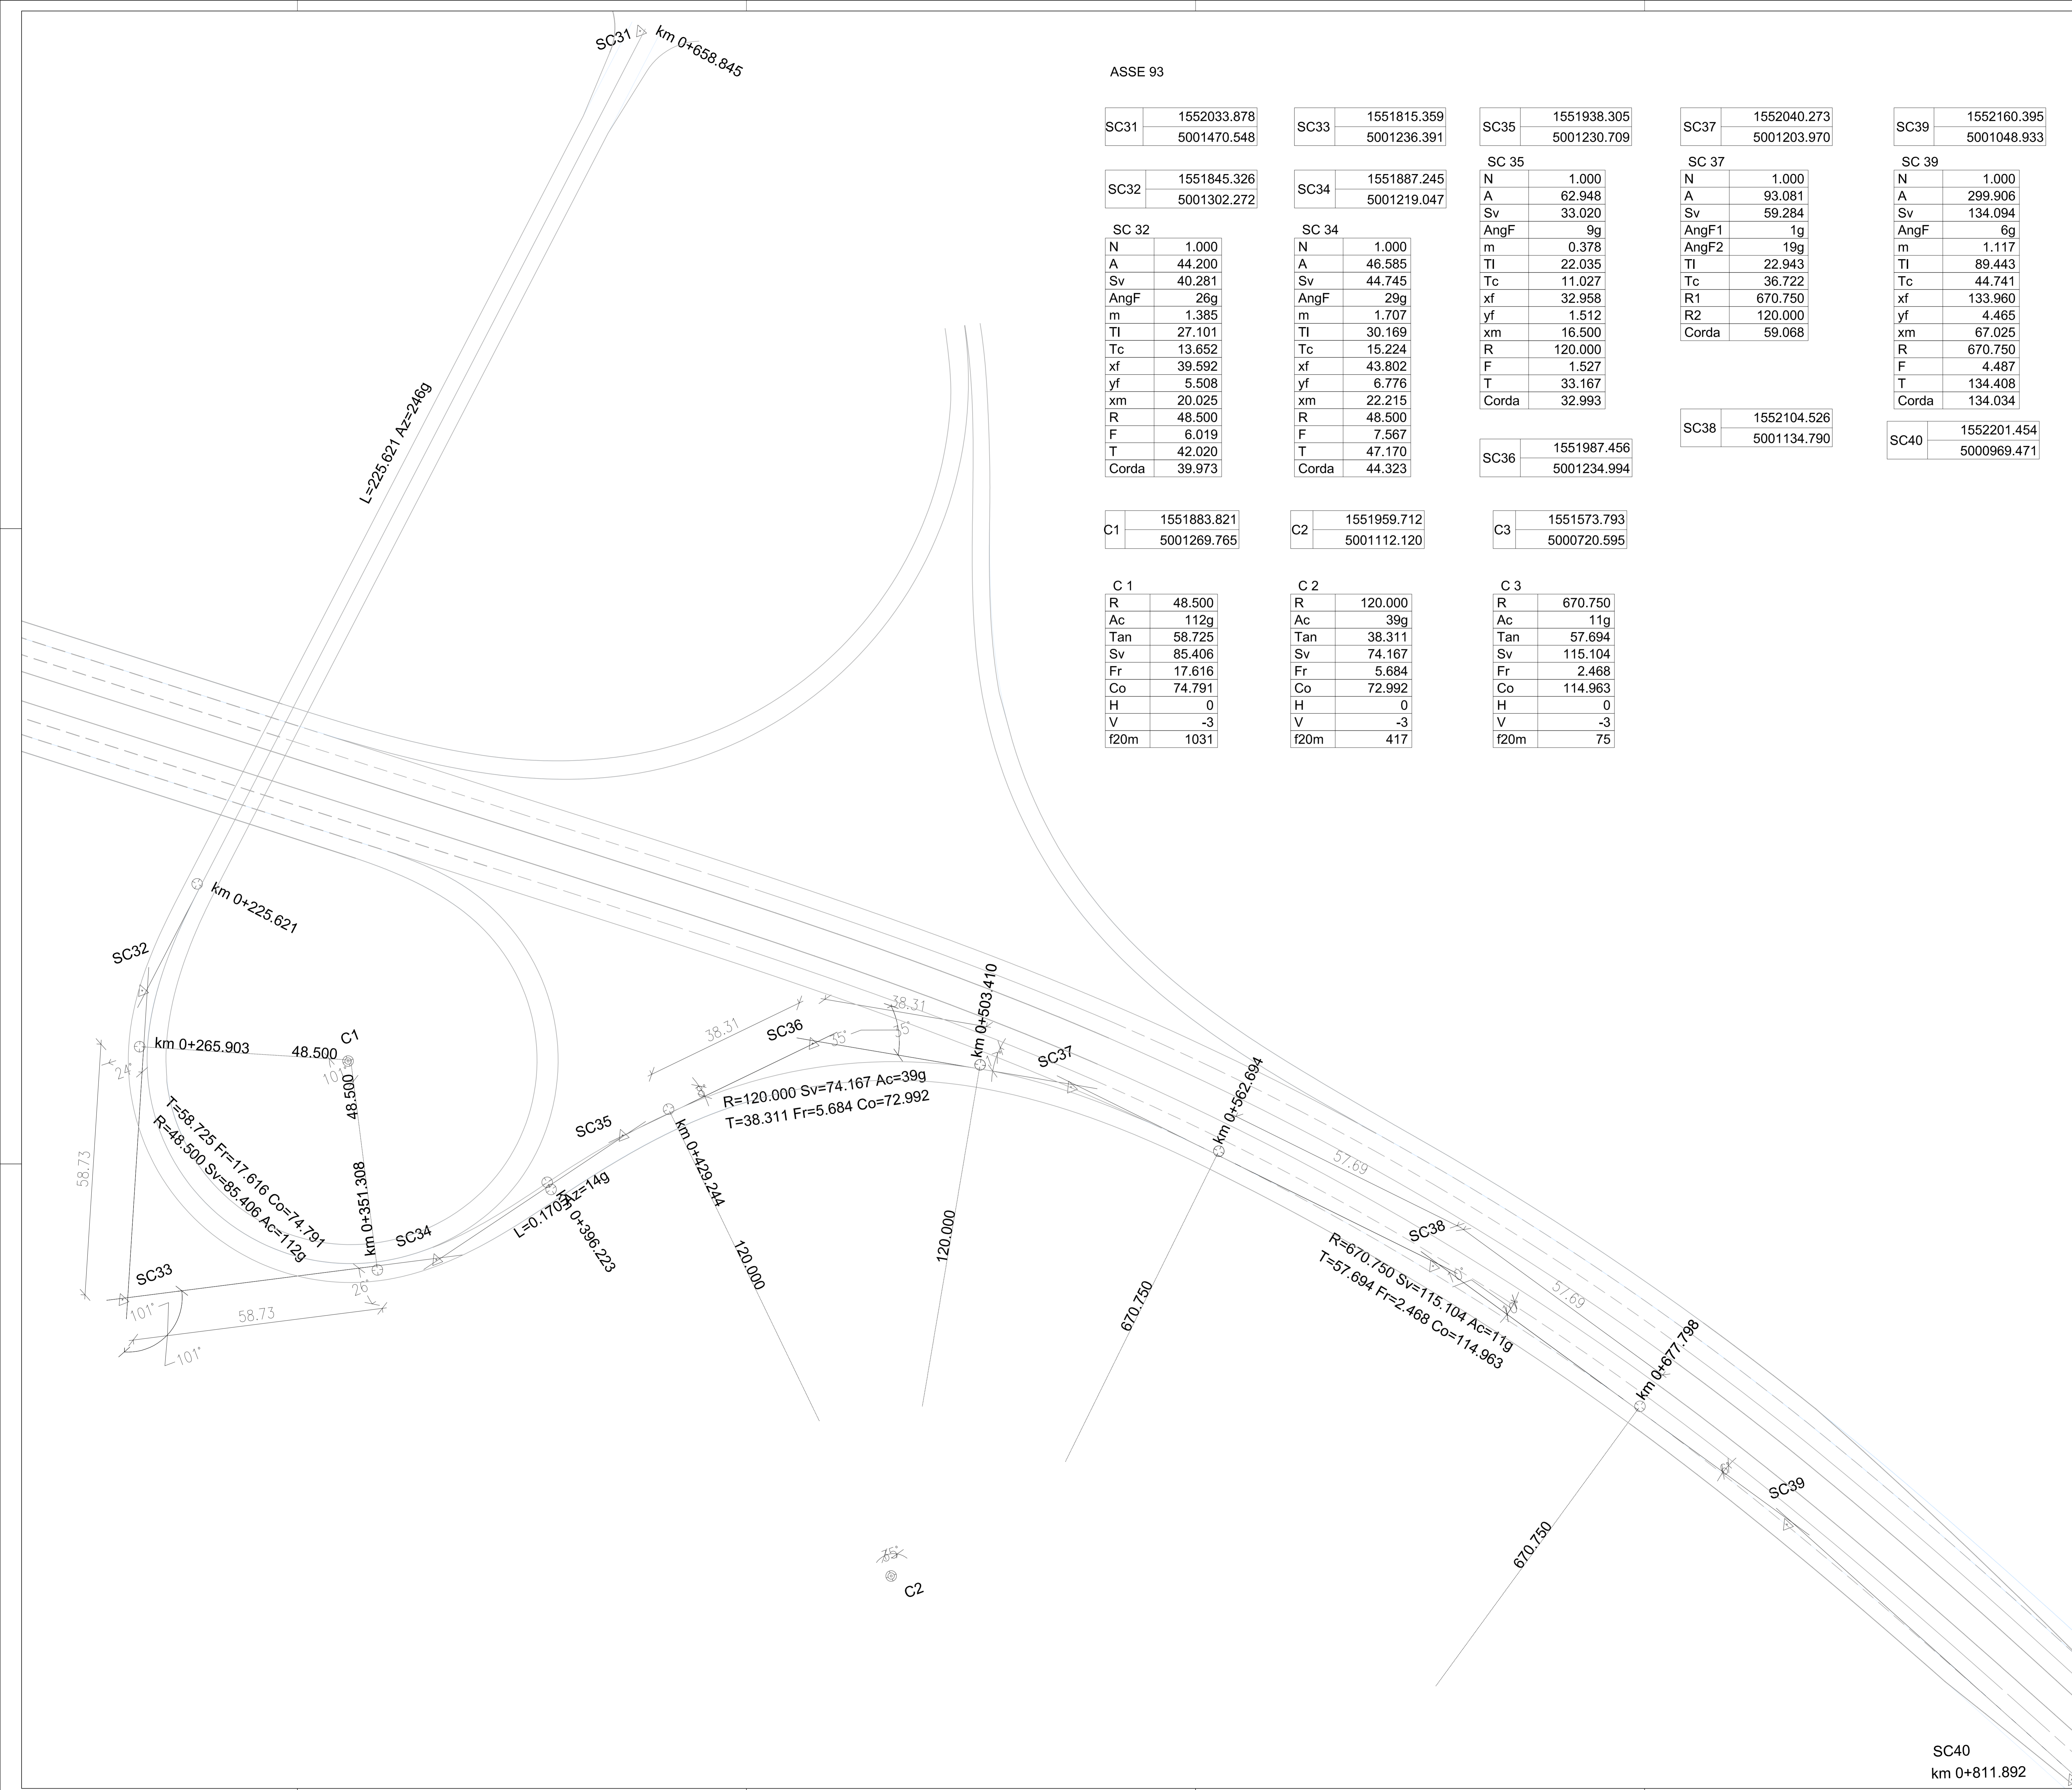 SC31
km 0+658.845
ASSE 93
SC31 1552033.878
5001470.548
SC33 1551815.359
5001236.391
SC35 1551938.305
5001230.709
SC37 1552040.273
5001203.970
SC39 1552160.395
5001048.933
SC32 1551845.326
5001302.272
SC34 1551887.245
5001219.047
SC 32
N 1.000
A 44.200
Sv 40.281
AngF 26g
m 1.385
Tl 27.101
Tc 13.652
xf 39.592
yf 5.508
xm 20.025
R 48.500
F 6.019
T 42.020
Corda 39.973
SC 34
N 1.000
A 46.585
Sv 44.745
AngF 29g
m 1.707
Tl 30.169
Tc 15.224
xf 43.802
yf 6.776
xm 22.215
R 48.500
F 7.567
T 47.170
Corda 44.323
SC 35
N 1.000
A 62.948
Sv 33.020
AngF 9g
m 0.378
Tl 22.035
Tc 11.027
xf 32.958
yf 1.512
xm 16.500
R 120.000
F 1.527
T 33.167
Corda 32.993
SC 37
N 1.000
A 93.081
Sv 59.284
AngF1 1g
AngF2 19g
Tl 22.943
Tc 36.722
R1 670.750
R2 120.000
Corda 59.068
SC 39
N 1.000
A 299.906
Sv 134.094
AngF 6g
m 1.117
Tl 89.443
Tc 44.741
xf 133.960
yf 4.465
xm 67.025
R 670.750
F 4.487
T 134.408
Corda 134.034
SC36 1551987.456
5001234.994
SC38 1552104.526
5001134.790
SC40 1552201.454
5000969.471
C1 1551883.821
5001269.765
C2 1551959.712
5001112.120
C3 1551573.793
5000720.595
C 1
R 48.500
Ac 112g
Tan 58.725
Sv 85.406
Fr 17.616
Co 74.791
H 0
V -3
f20m 1031
C 2
R 120.000
Ac 39g
Tan 38.311
Sv 74.167
Fr 5.684
Co 72.992
H 0
V -3
f20m 417
C 3
R 670.750
Ac 11g
Tan 57.694
Sv 115.104
Fr 2.468
Co 114.963
H 0
V -3
f20m 75
L=225.621 Az=246g
km 0+225.621
SC32
km 0+265.903
48.500
C1
101°
24°
48.500
58.73
T=58.725 Fr=17.616 Co=74.791
R=48.500 Sv=85.406 Ac=112g
km 0+351.308
SC33
101°
101°
58.73
26°
SC34
L=0.170 Az=14g
km 0+396.223
SC35
km 0+429.244
120.000
38.31
SC36
35°
35°
38.31
R=120.000 Sv=74.167 Ac=39g
T=38.311 Fr=5.684 Co=72.992
km 0+503.410
120.000
SC37
km 0+562.694
670.750
57.69
SC38
57.69
R=670.750 Sv=115.104 Ac=11g
T=57.694 Fr=2.468 Co=114.963
km 0+677.798
670.750
SC39
35°
C2
SC40
km 0+811.892